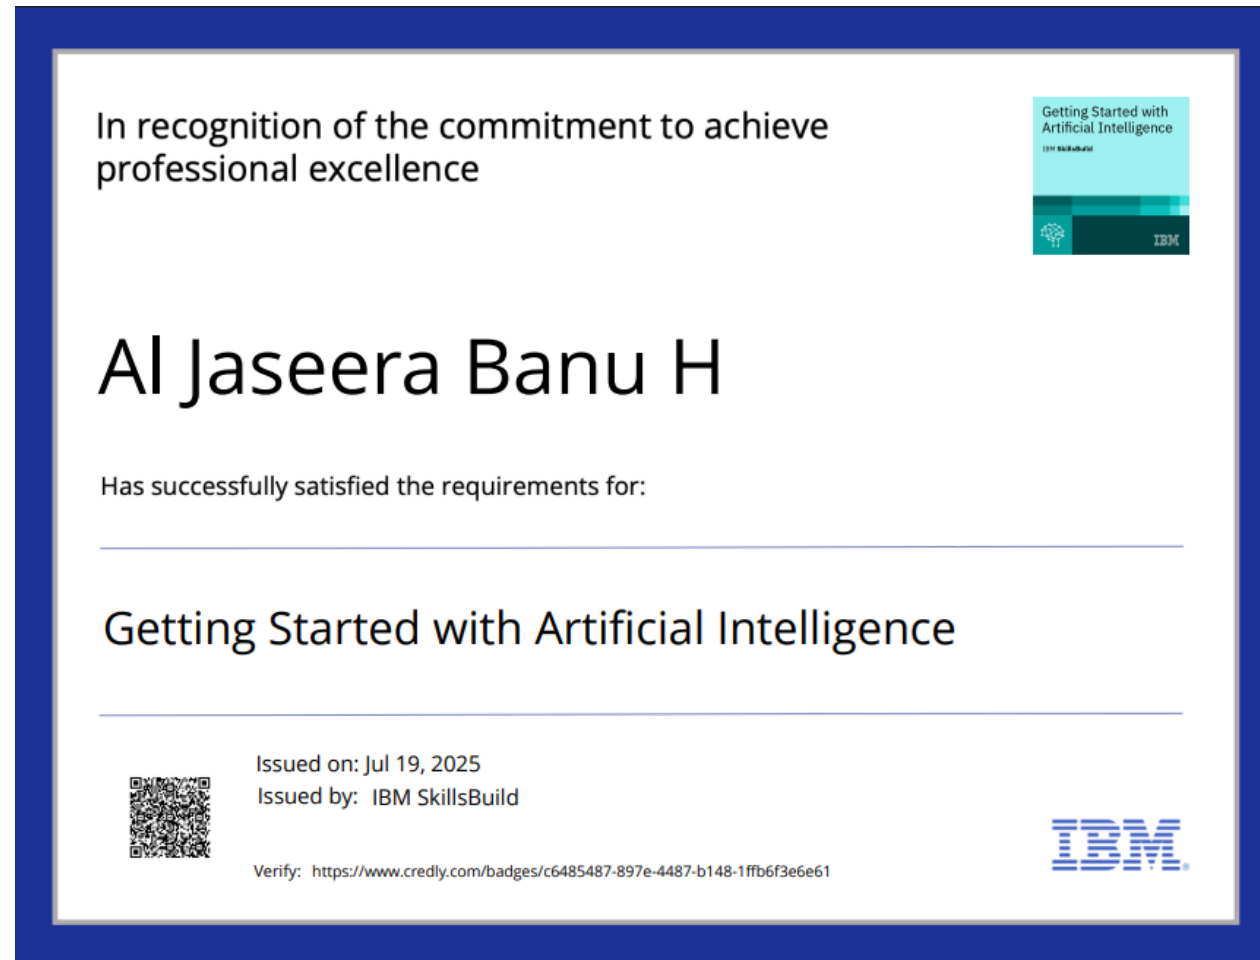 In recognition of the commitment to achieve
professional excellence
Getting Started with
Artificial Intelligence
IBM SkillsBuild
IBM
Al Jaseera Banu H
Has successfully satisfied the requirements for:
Getting Started with Artificial Intelligence
Issued on: Jul 19, 2025
Issued by: IBM SkillsBuild
Verify: https://www.credly.com/badges/c6485487-897e-4487-b148-1ffb6f3e6e61
IBM